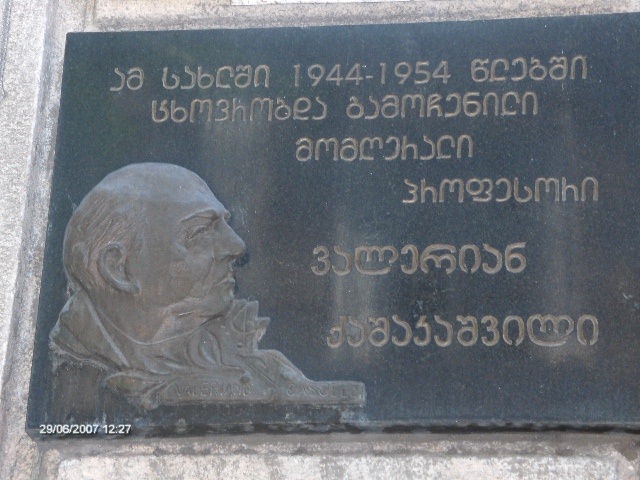 ამ სახლში 1944-1954 წლებში
ცხოვრობდა გამოჩენილი
მომღერალი
პროფესორი
ვალერიან
ქაშაკაშვილი
29/06/2007 12:27